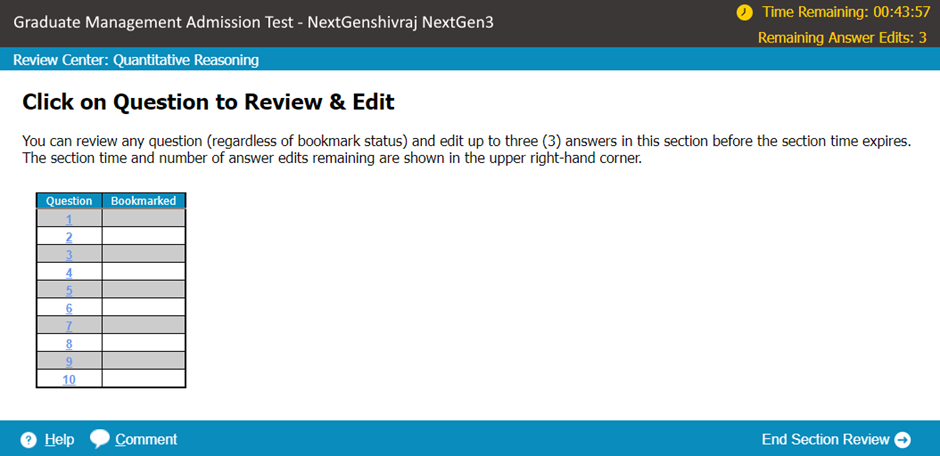 Graduate Management Admission Test - NextGenshivraj NextGen3
Time Remaining: 00:43:57
Remaining Answer Edits: 3
Review Center: Quantitative Reasoning
Click on Question to Review & Edit
You can review any question (regardless of bookmark status) and edit up to three (3) answers in this section before the section time expires.
The section time and number of answer edits remaining are shown in the upper right-hand corner.
Question Bookmarked
1
2
3
4
5
6
7
8
9
10
? Help Comment End Section Review